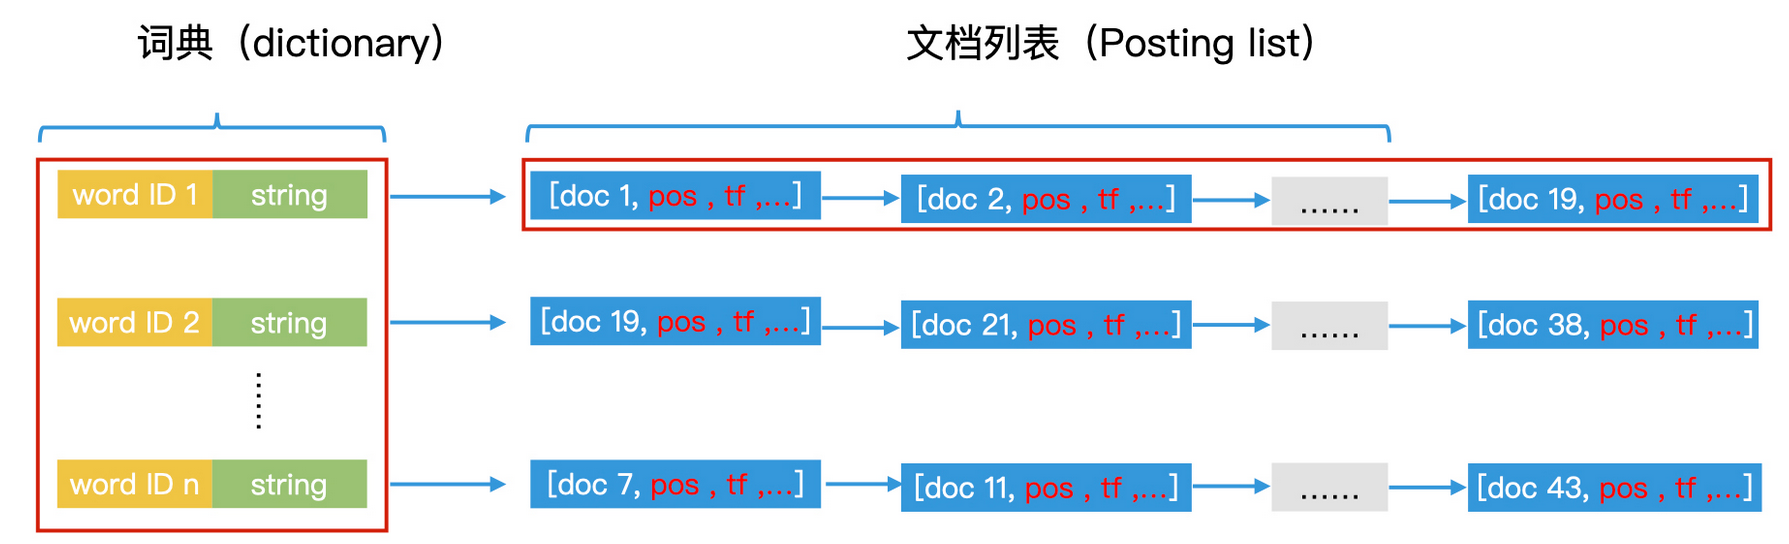 词典（dictionary） 文档列表（Posting list）
word ID 1 string [doc 1, pos , tf ,...] [doc 2, pos , tf ,...] ...... [doc 19, pos , tf ,...]
word ID 2 string [doc 19, pos , tf ,...] [doc 21, pos , tf ,...] ...... [doc 38, pos , tf ,...]
......
word ID n string [doc 7, pos , tf ,...] [doc 11, pos , tf ,...] ...... [doc 43, pos , tf ,...]